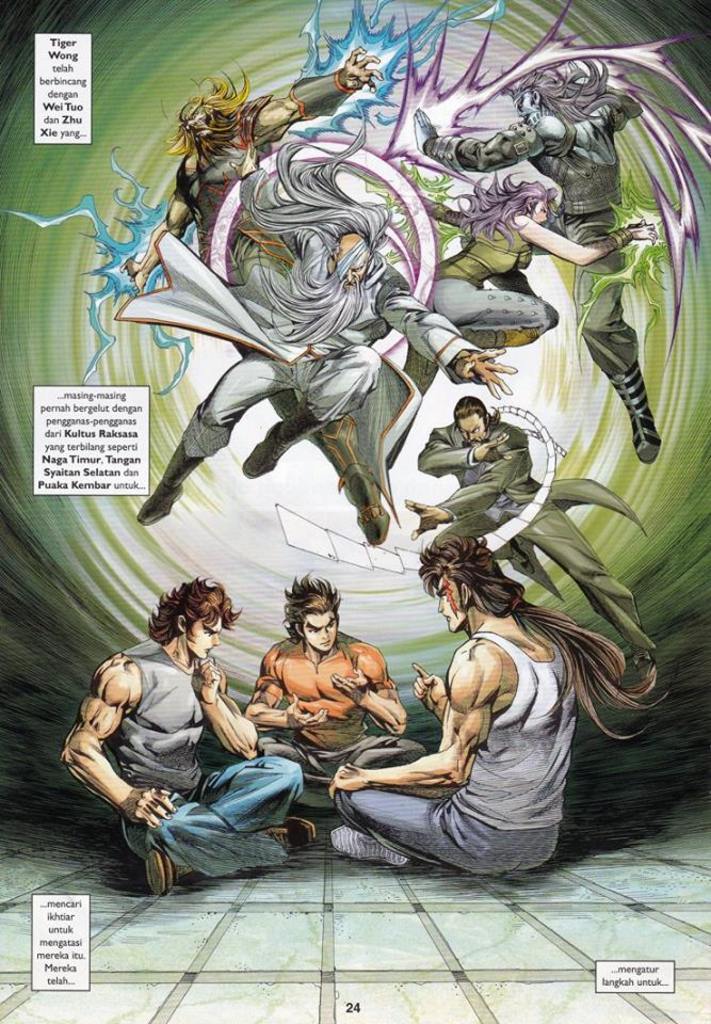 Tiger
Wong
telah
berbincang
dengan
Wei Tuo
dan Zhu
Xie yang...
...masing-masing
pernah bergelut dengan
pengganas-pengganas
dari Kultus Raksasa
yang terbilang seperti
Naga Timur, Tangan
Syaitan Selatan dan
Puaka Kembar untuk...
...mencari
ikhtiar
untuk
mengatasi
mereka itu.
Mereka
telah...
...mengatur
langkah untuk...
24